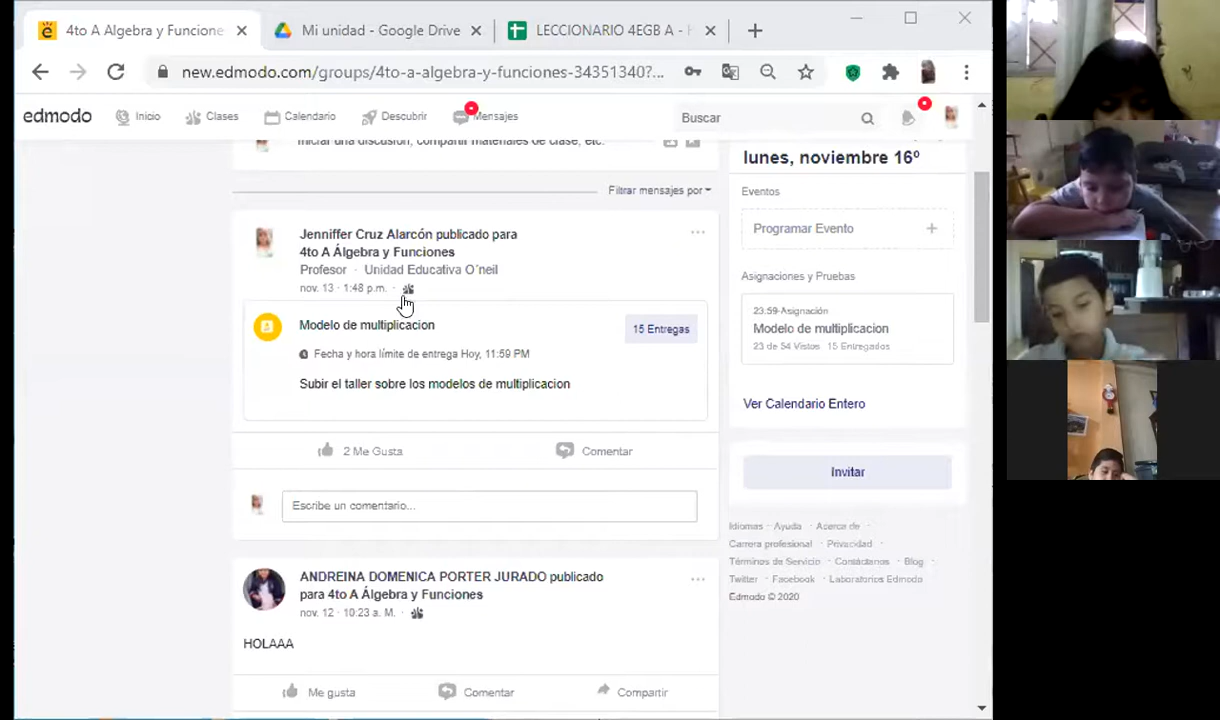 4to A Algebra y Funcione
Mi unidad - Google Drive
LECCIONARIO 4EGB A -
new.edmodo.com/groups/4to-a-algebra-y-funciones-34351340?...
edmodo
Inicio
Clases
Calendario
Descubrir
Mensajes
Buscar
Iniciar una discusión, compartir materiales de clase, etc.
Filtrar mensajes por
Jenniffer Cruz Alarcón publicado para
4to A Álgebra y Funciones
Profesor · Unidad Educativa O´neil
nov. 13 · 1:48 p.m. ·
Modelo de multiplicacion
15 Entregas
Fecha y hora límite de entrega Hoy, 11:59 PM
Subir el taller sobre los modelos de multiplicacion
2 Me Gusta
Comentar
Escribe un comentario...
ANDREINA DOMENICA PORTER JURADO publicado
para 4to A Álgebra y Funciones
nov. 12 · 10:23 a. M. ·
HOLAAA
Me gusta
Comentar
Compartir
lunes, noviembre 16º
Eventos
Programar Evento
Asignaciones y Pruebas
23:59-Asignación
Modelo de multiplicacion
23 de 54 Vistos 15 Entregados
Ver Calendario Entero
Invitar
Idiomas · Ayuda · Acerca de ·
Carrera profesional · Privacidad ·
Términos de Servicio · Contáctanos · Blog ·
Twitter · Facebook · Laboratorios Edmodo
Edmodo © 2020